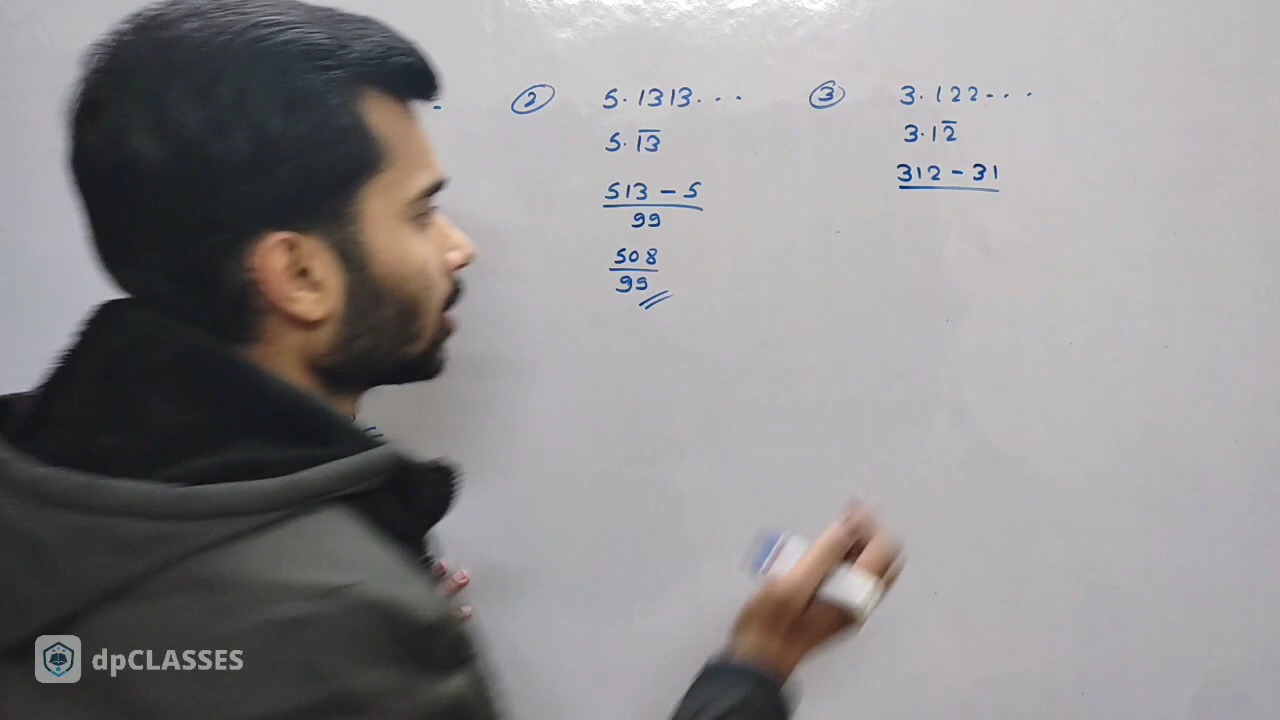 ② 5.1313...
5.1̅3̅
513 - 5
99
508
99
③ 3.122...
3.12̅
312 - 31
dpCLASSES